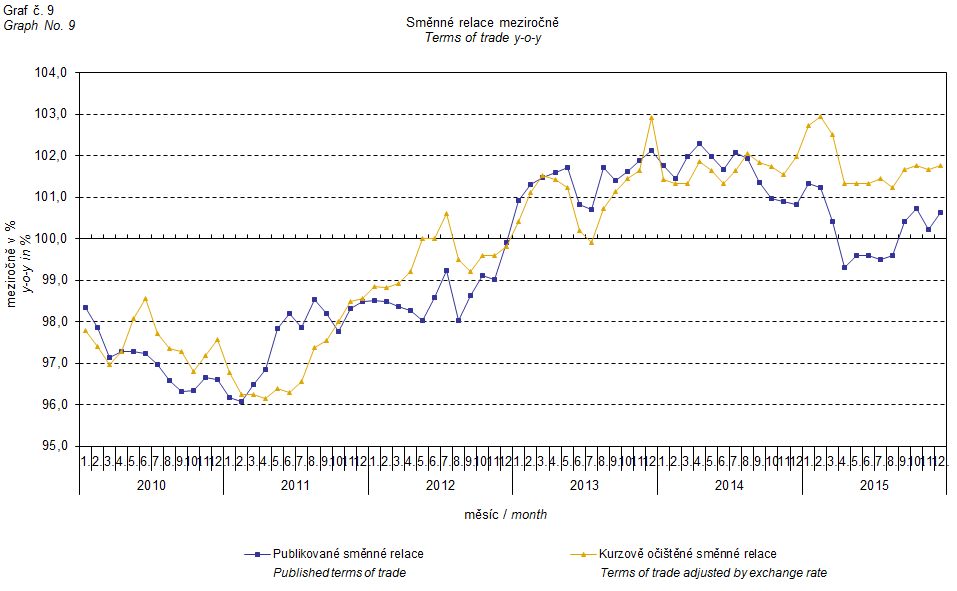 Graf č. 9
Graph No. 9
Směnné relace meziročně
Terms of trade y-o-y
meziročně v %
y-o-y in %
104,0
103,0
102,0
101,0
100,0
99,0
98,0
97,0
96,0
95,0
1. 2. 3. 4. 5. 6. 7. 8. 9. 10. 11. 12. 1. 2. 3. 4. 5. 6. 7. 8. 9. 10. 11. 12. 1. 2. 3. 4. 5. 6. 7. 8. 9. 10. 11. 12. 1. 2. 3. 4. 5. 6. 7. 8. 9. 10. 11. 12. 1. 2. 3. 4. 5. 6. 7. 8. 9. 10. 11. 12. 1. 2. 3. 4. 5. 6. 7. 8. 9. 10. 11. 12.
2010 2011 2012 2013 2014 2015
měsíc / month
Publikované směnné relace Kurzově očištěné směnné relace
Published terms of trade Terms of trade adjusted by exchange rate